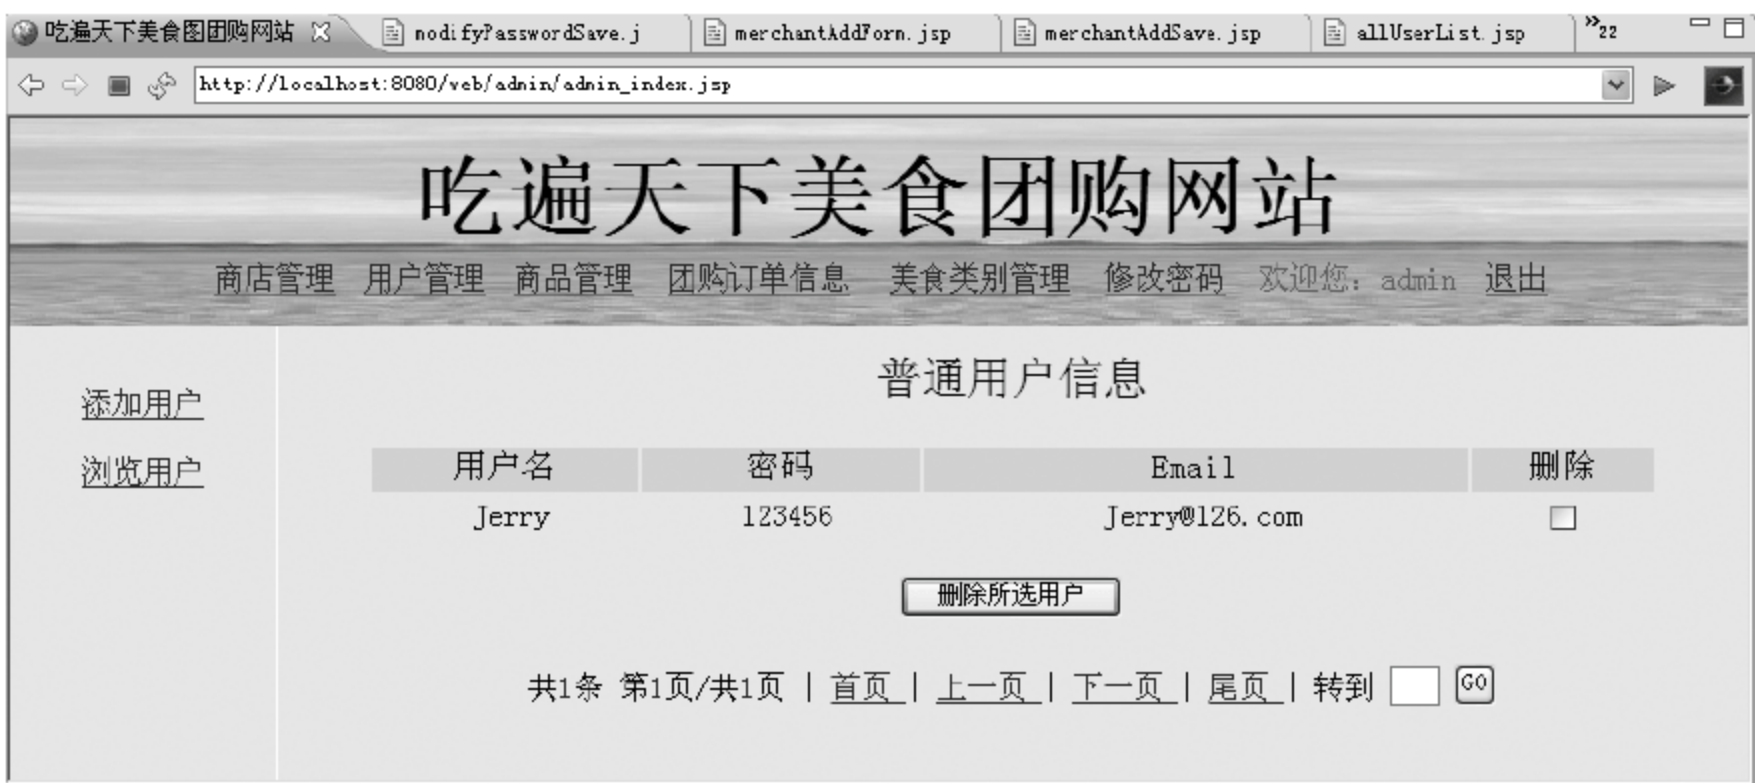 吃遍天下美食图团购网站 modifyPasswordSave.j merchantAddForm.jsp merchantAddSave.jsp allUserList.jsp »22
http://localhost:8080/web/admin/admin_index.jsp
吃遍天下美食团购网站
商店管理 用户管理 商品管理 团购订单信息 美食类别管理 修改密码 欢迎您：admin 退出
普通用户信息
添加用户
浏览用户
用户名 密码 Email 删除
Jerry 123456 Jerry@126.com
删除所选用户
共1条 第1页/共1页 | 首页 | 上一页 | 下一页 | 尾页 | 转到 GO